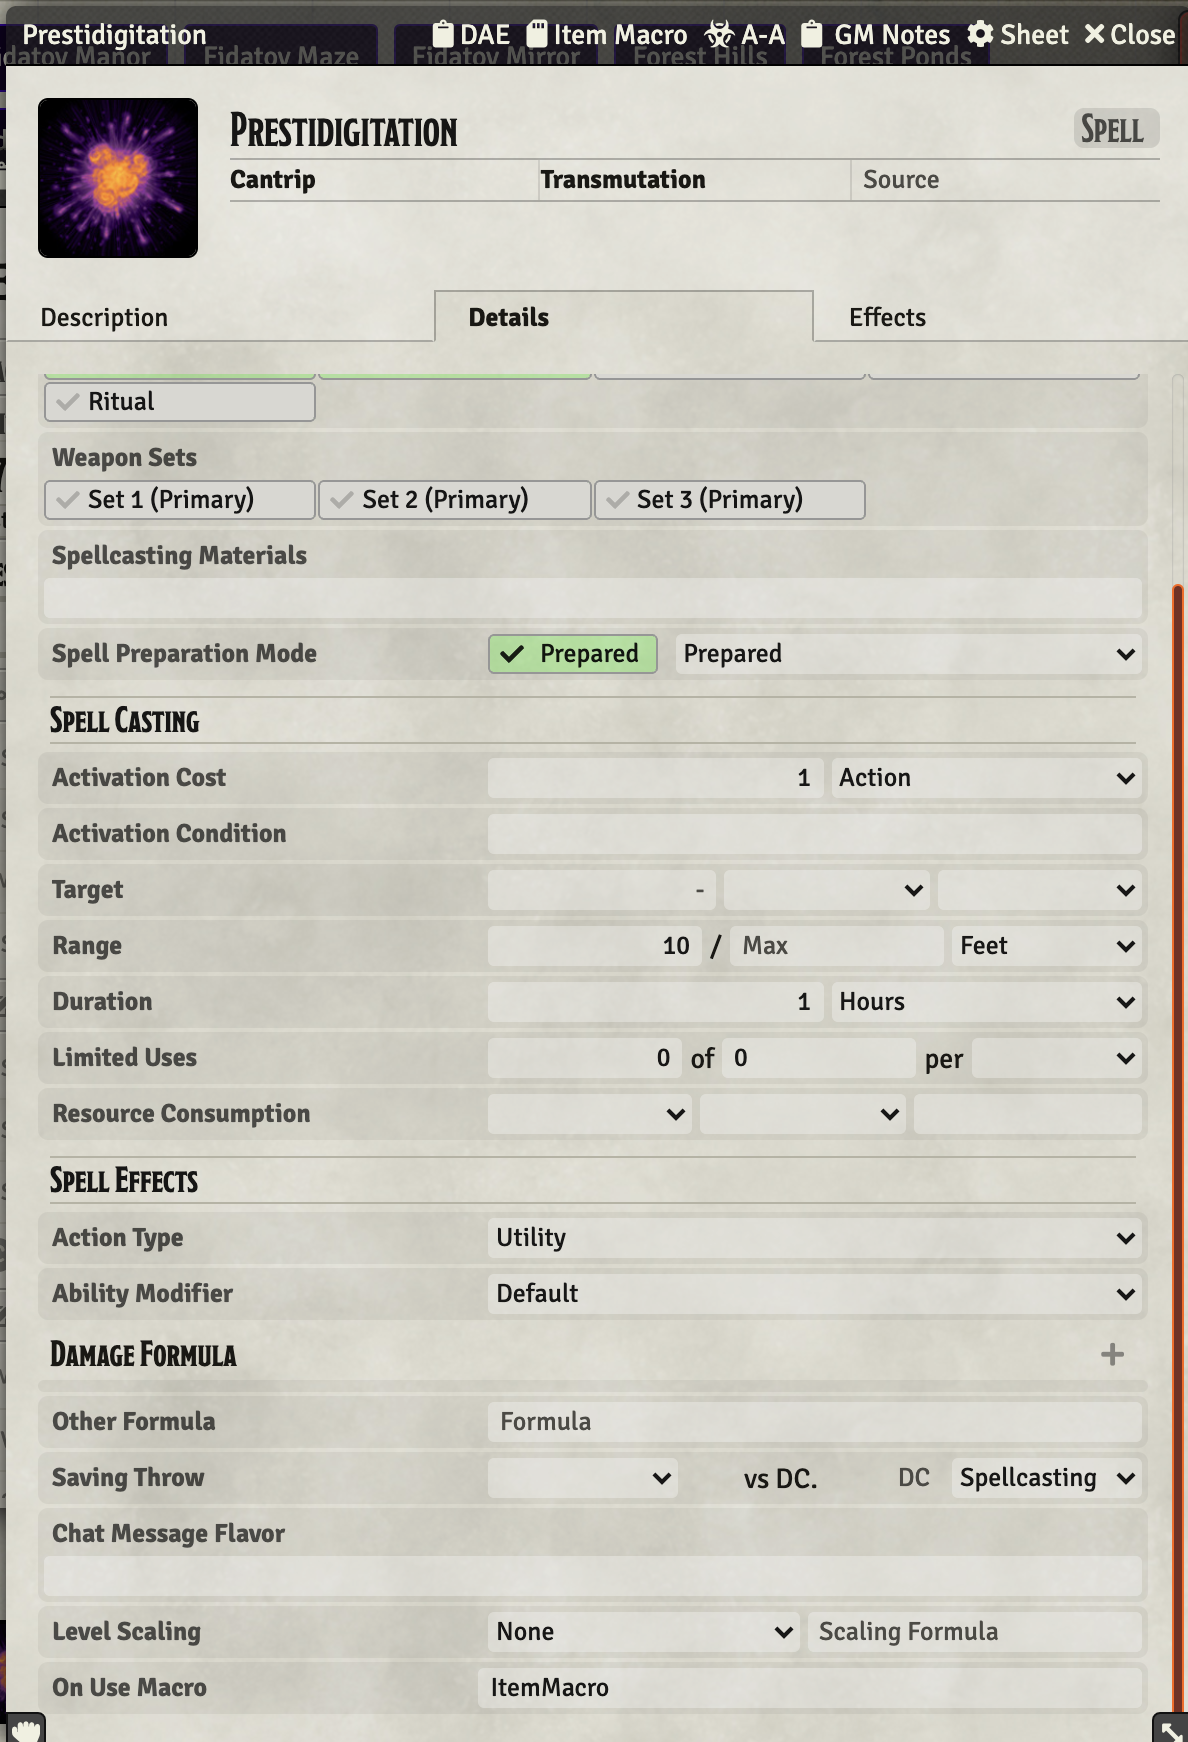 Prestidigitation DAE Item Macro A-A GM Notes Sheet Close
Fidatov Manor Fidatov Maze Fidatov Mirror Forest Hills Forest Ponds
Prestidigitation Spell
Cantrip Transmutation Source
Description Details Effects
Ritual
Weapon Sets
Set 1 (Primary) Set 2 (Primary) Set 3 (Primary)
Spellcasting Materials
Spell Preparation Mode Prepared Prepared
Spell Casting
Activation Cost 1 Action
Activation Condition
Target -
Range 10 / Max Feet
Duration 1 Hours
Limited Uses 0 of 0 per
Resource Consumption
Spell Effects
Action Type Utility
Ability Modifier Default
Damage Formula +
Other Formula Formula
Saving Throw vs DC. DC Spellcasting
Chat Message Flavor
Level Scaling None Scaling Formula
On Use Macro ItemMacro